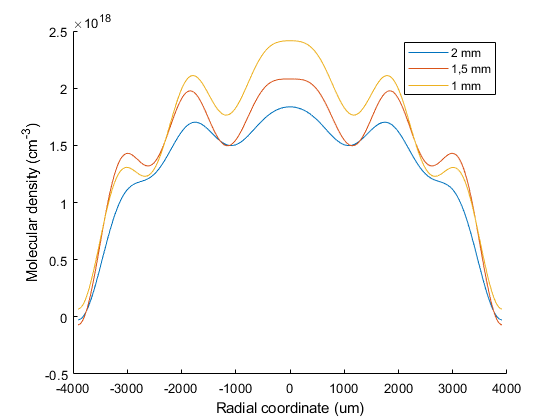 ×10^18
2.5
2
1.5
1
0.5
0
-0.5
Molecular density (cm^-3)
-4000 -3000 -2000 -1000 0 1000 2000 3000 4000
Radial coordinate (um)
2 mm
1,5 mm
1 mm